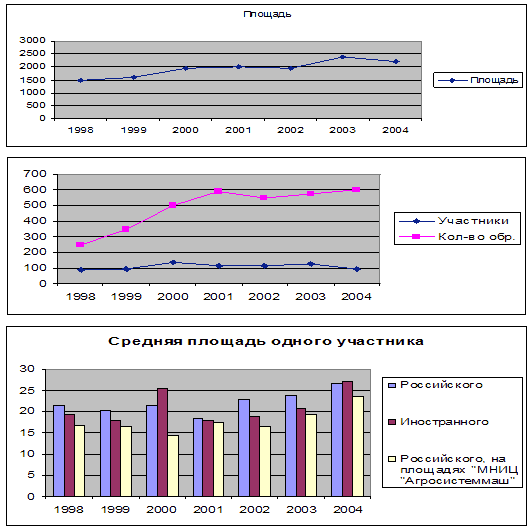 Площадь
3000
2500
2000
1500
1000
500
0
1998 1999 2000 2001 2002 2003 2004
Площадь
700
600
500
400
300
200
100
0
1998 1999 2000 2001 2002 2003 2004
Участники
Кол-во обр.
Средняя площадь одного участника
30
25
20
15
10
5
0
1998 1999 2000 2001 2002 2003 2004
Российского
Иностранного
Российского, на
площадях "МНИЦ
"Агросистеммаш"